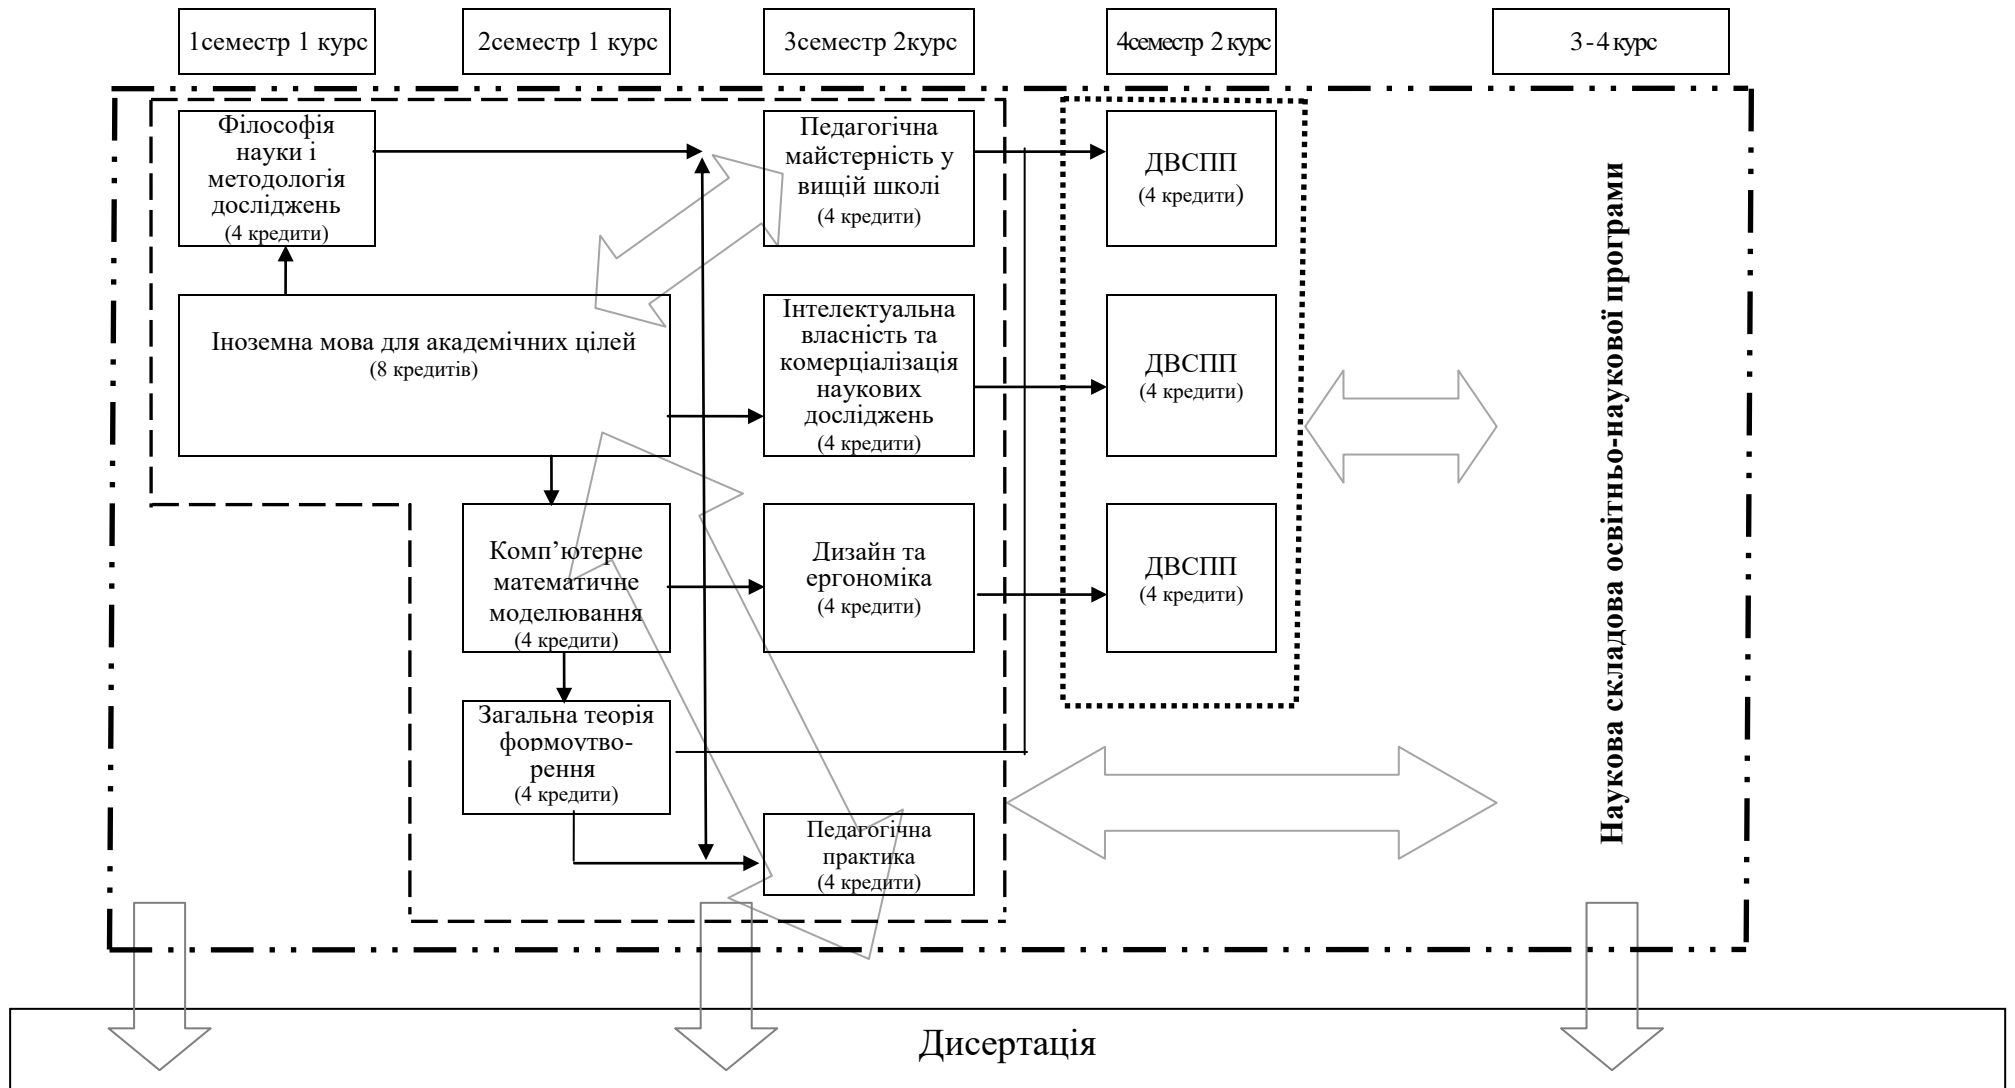 1семестр 1 курс
2семестр 1 курс
3семестр 2курс
4семестр 2 курс
3-4 курс
Філософія
науки і
методологія
досліджень
(4 кредити)
Педагогічна
майстерність у
вищій школі
(4 кредити)
ДВСПП
(4 кредити)
Іноземна мова для академічних цілей
(8 кредитів)
Інтелектуальна
власність та
комерціалізація
наукових
досліджень
(4 кредити)
ДВСПП
(4 кредити)
Комп’ютерне
математичне
моделювання
(4 кредити)
Дизайн та
ергономіка
(4 кредити)
ДВСПП
(4 кредити)
Загальна теорія
формоутво-
рення
(4 кредити)
Педагогічна
практика
(4 кредити)
Наукова складова освітньо-наукової програми
Дисертація